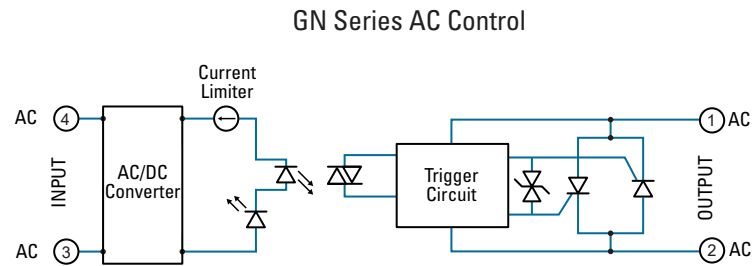 GN Series AC Control
Current
Limiter
AC 4
AC/DC
Converter
INPUT
AC 3
Trigger
Circuit
1 AC
OUTPUT
2 AC